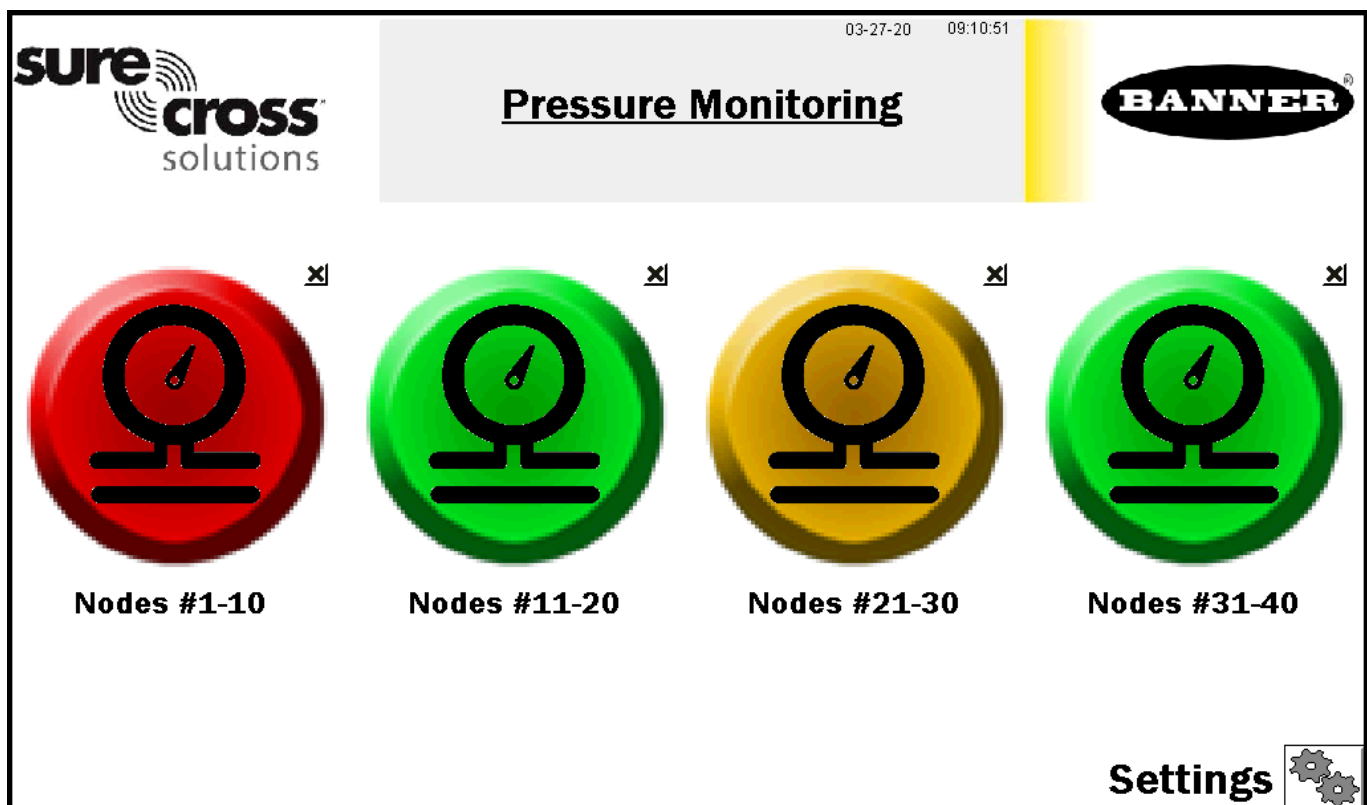 sure
cross
solutions
03-27-20 09:10:51
Pressure Monitoring
BANNER®
Nodes #1-10
Nodes #11-20
Nodes #21-30
Nodes #31-40
Settings